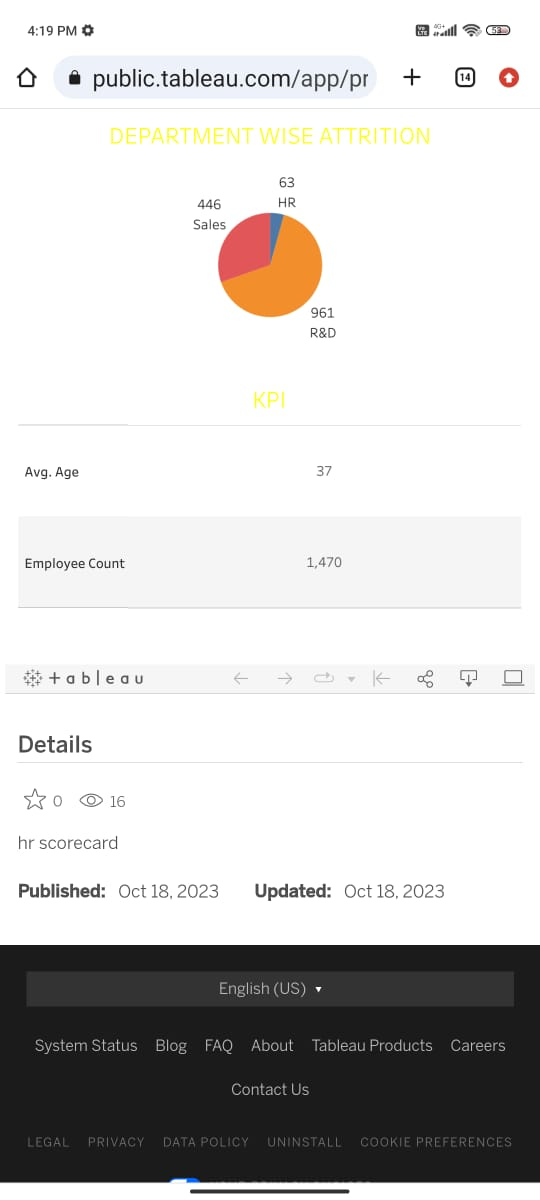 4:19 PM
4G+
53
public.tableau.com/app/pr
14
DEPARTMENT WISE ATTRITION
63
HR
446
Sales
961
R&D
KPI
Avg. Age 37
Employee Count 1,470
+ableau
Details
0 16
hr scorecard
Published: Oct 18, 2023 Updated: Oct 18, 2023
English (US)
System Status Blog FAQ About Tableau Products Careers
Contact Us
LEGAL PRIVACY DATA POLICY UNINSTALL COOKIE PREFERENCES